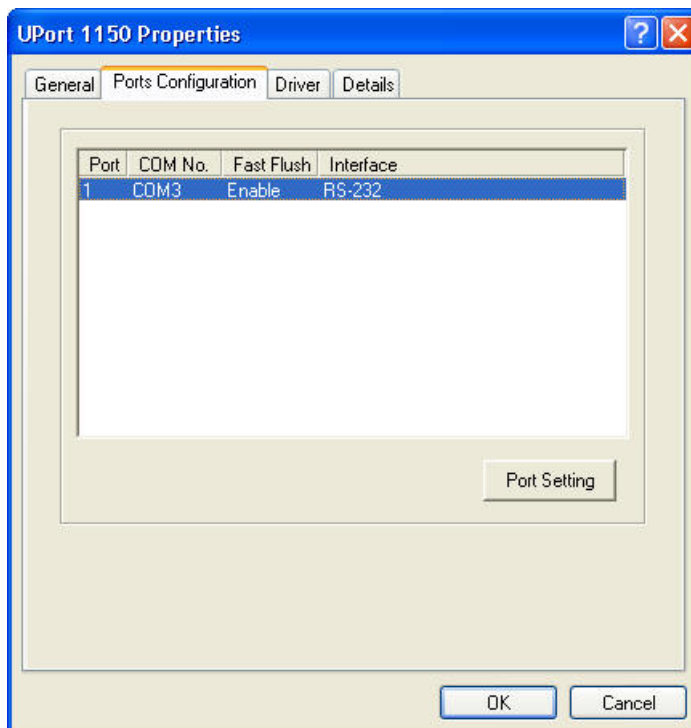 UPort 1150 Properties
General Ports Configuration Driver Details
Port COM No. Fast Flush Interface
1 COM3 Enable RS-232
Port Setting
OK Cancel